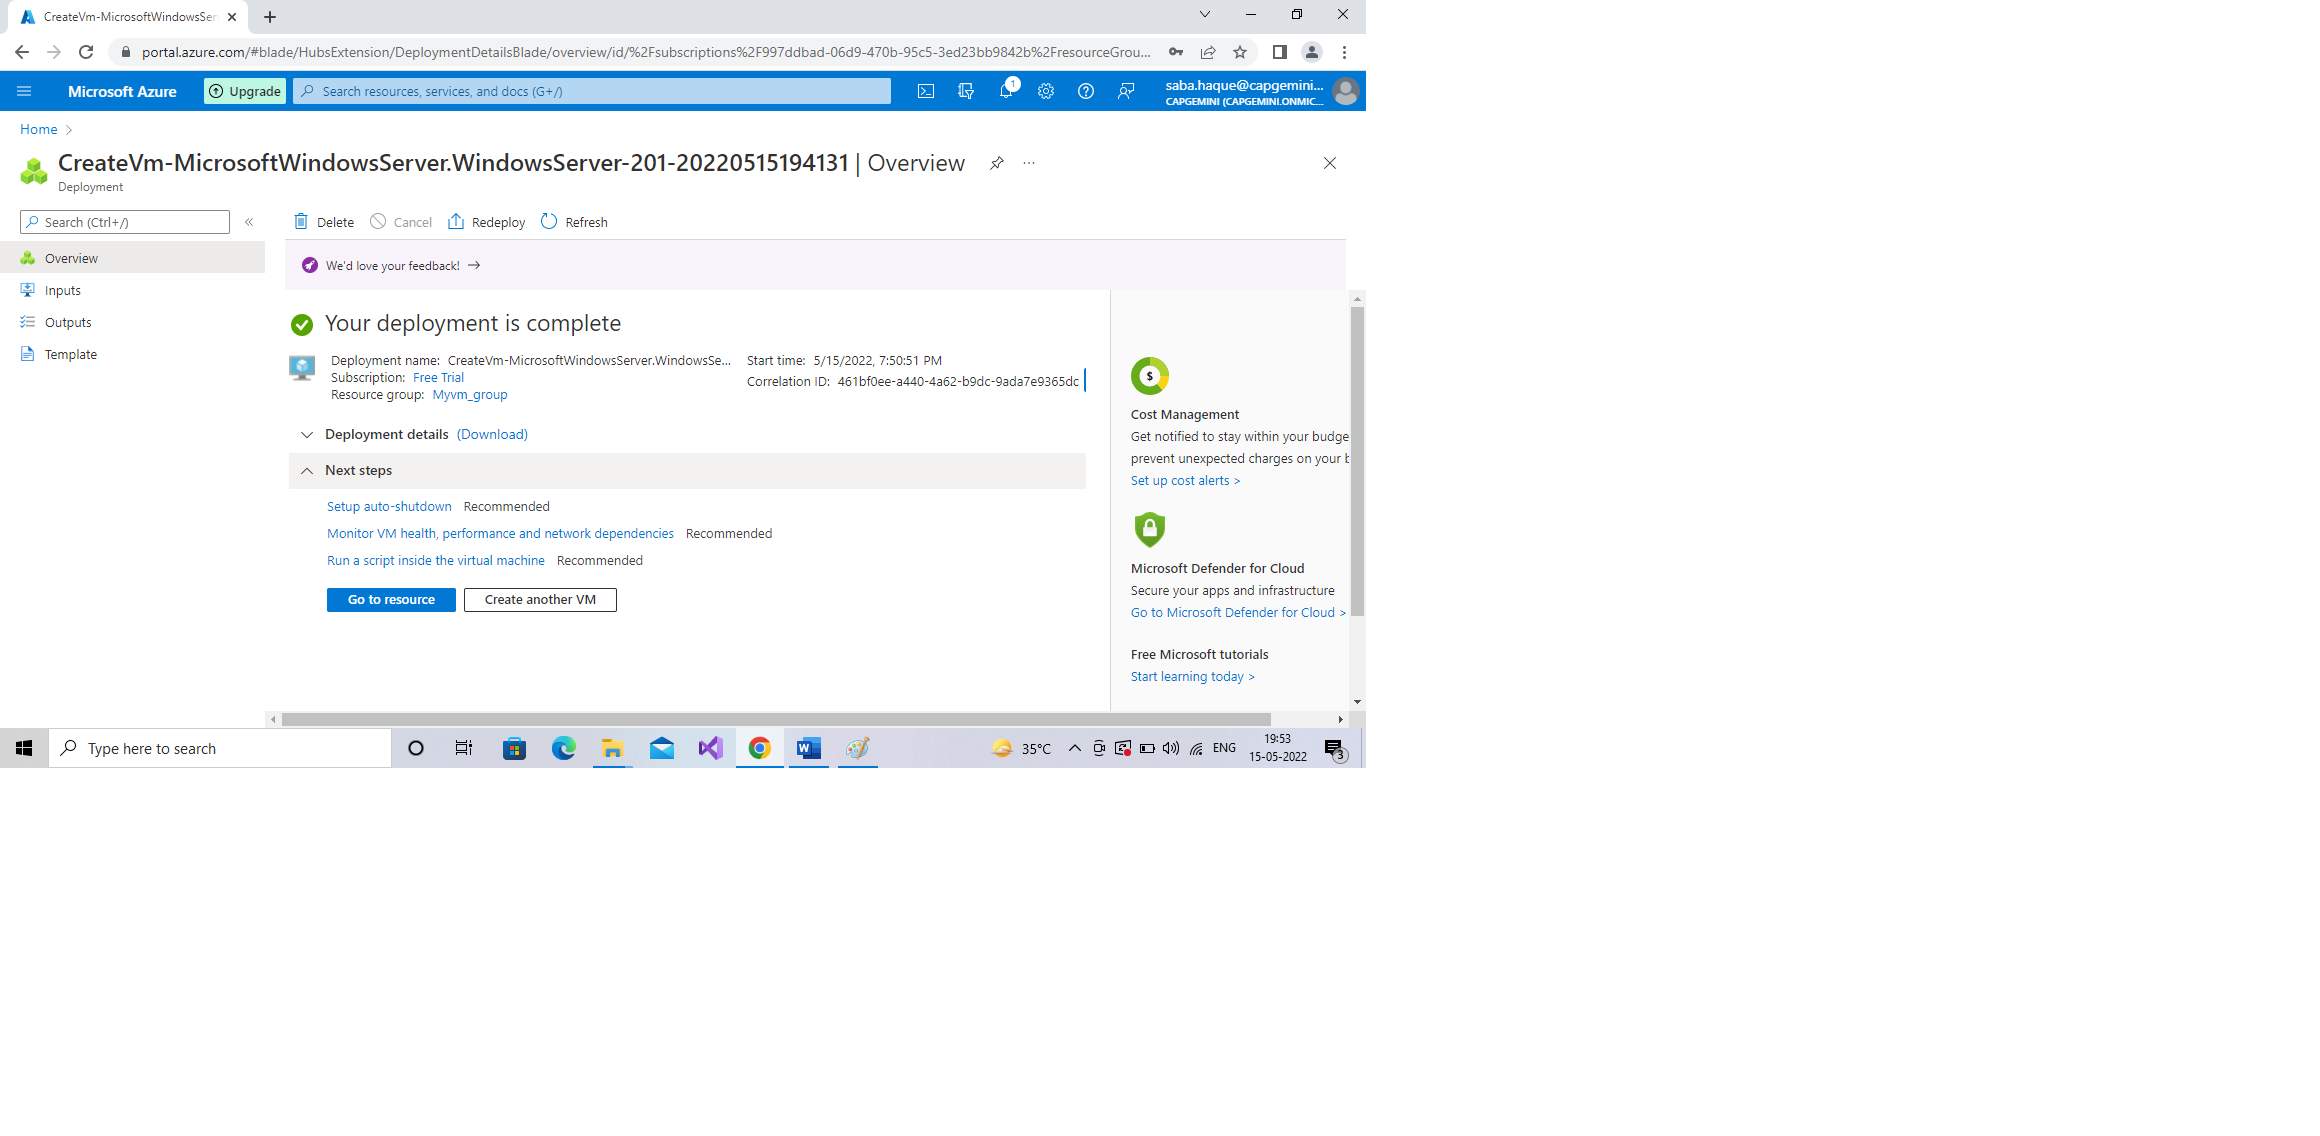 CreateVm-MicrosoftWindowsSer
portal.azure.com/#blade/HubsExtension/DeploymentDetailsBlade/overview/id/%2Fsubscriptions%2F997ddbad-06d9-470b-95c5-3ed23bb9842b%2FresourceGrou...
Microsoft Azure
Upgrade
Search resources, services, and docs (G+/)
1
saba.haque@capgemini...
CAPGEMINI (CAPGEMINI.ONMIC...
Home
CreateVm-MicrosoftWindowsServer.WindowsServer-201-20220515194131 | Overview
Deployment
Search (Ctrl+/)
Overview
Inputs
Outputs
Template
Delete
Cancel
Redeploy
Refresh
We'd love your feedback!
Your deployment is complete
Deployment name: CreateVm-MicrosoftWindowsServer.WindowsSe...
Subscription: Free Trial
Resource group: Myvm_group
Start time: 5/15/2022, 7:50:51 PM
Correlation ID: 461bf0ee-a440-4a62-b9dc-9ada7e9365dc
Deployment details (Download)
Next steps
Setup auto-shutdown Recommended
Monitor VM health, performance and network dependencies Recommended
Run a script inside the virtual machine Recommended
Go to resource
Create another VM
$
Cost Management
Get notified to stay within your budge
prevent unexpected charges on your b
Set up cost alerts >
Microsoft Defender for Cloud
Secure your apps and infrastructure
Go to Microsoft Defender for Cloud >
Free Microsoft tutorials
Start learning today >
Type here to search
W
35°C
ENG
19:53
15-05-2022
3